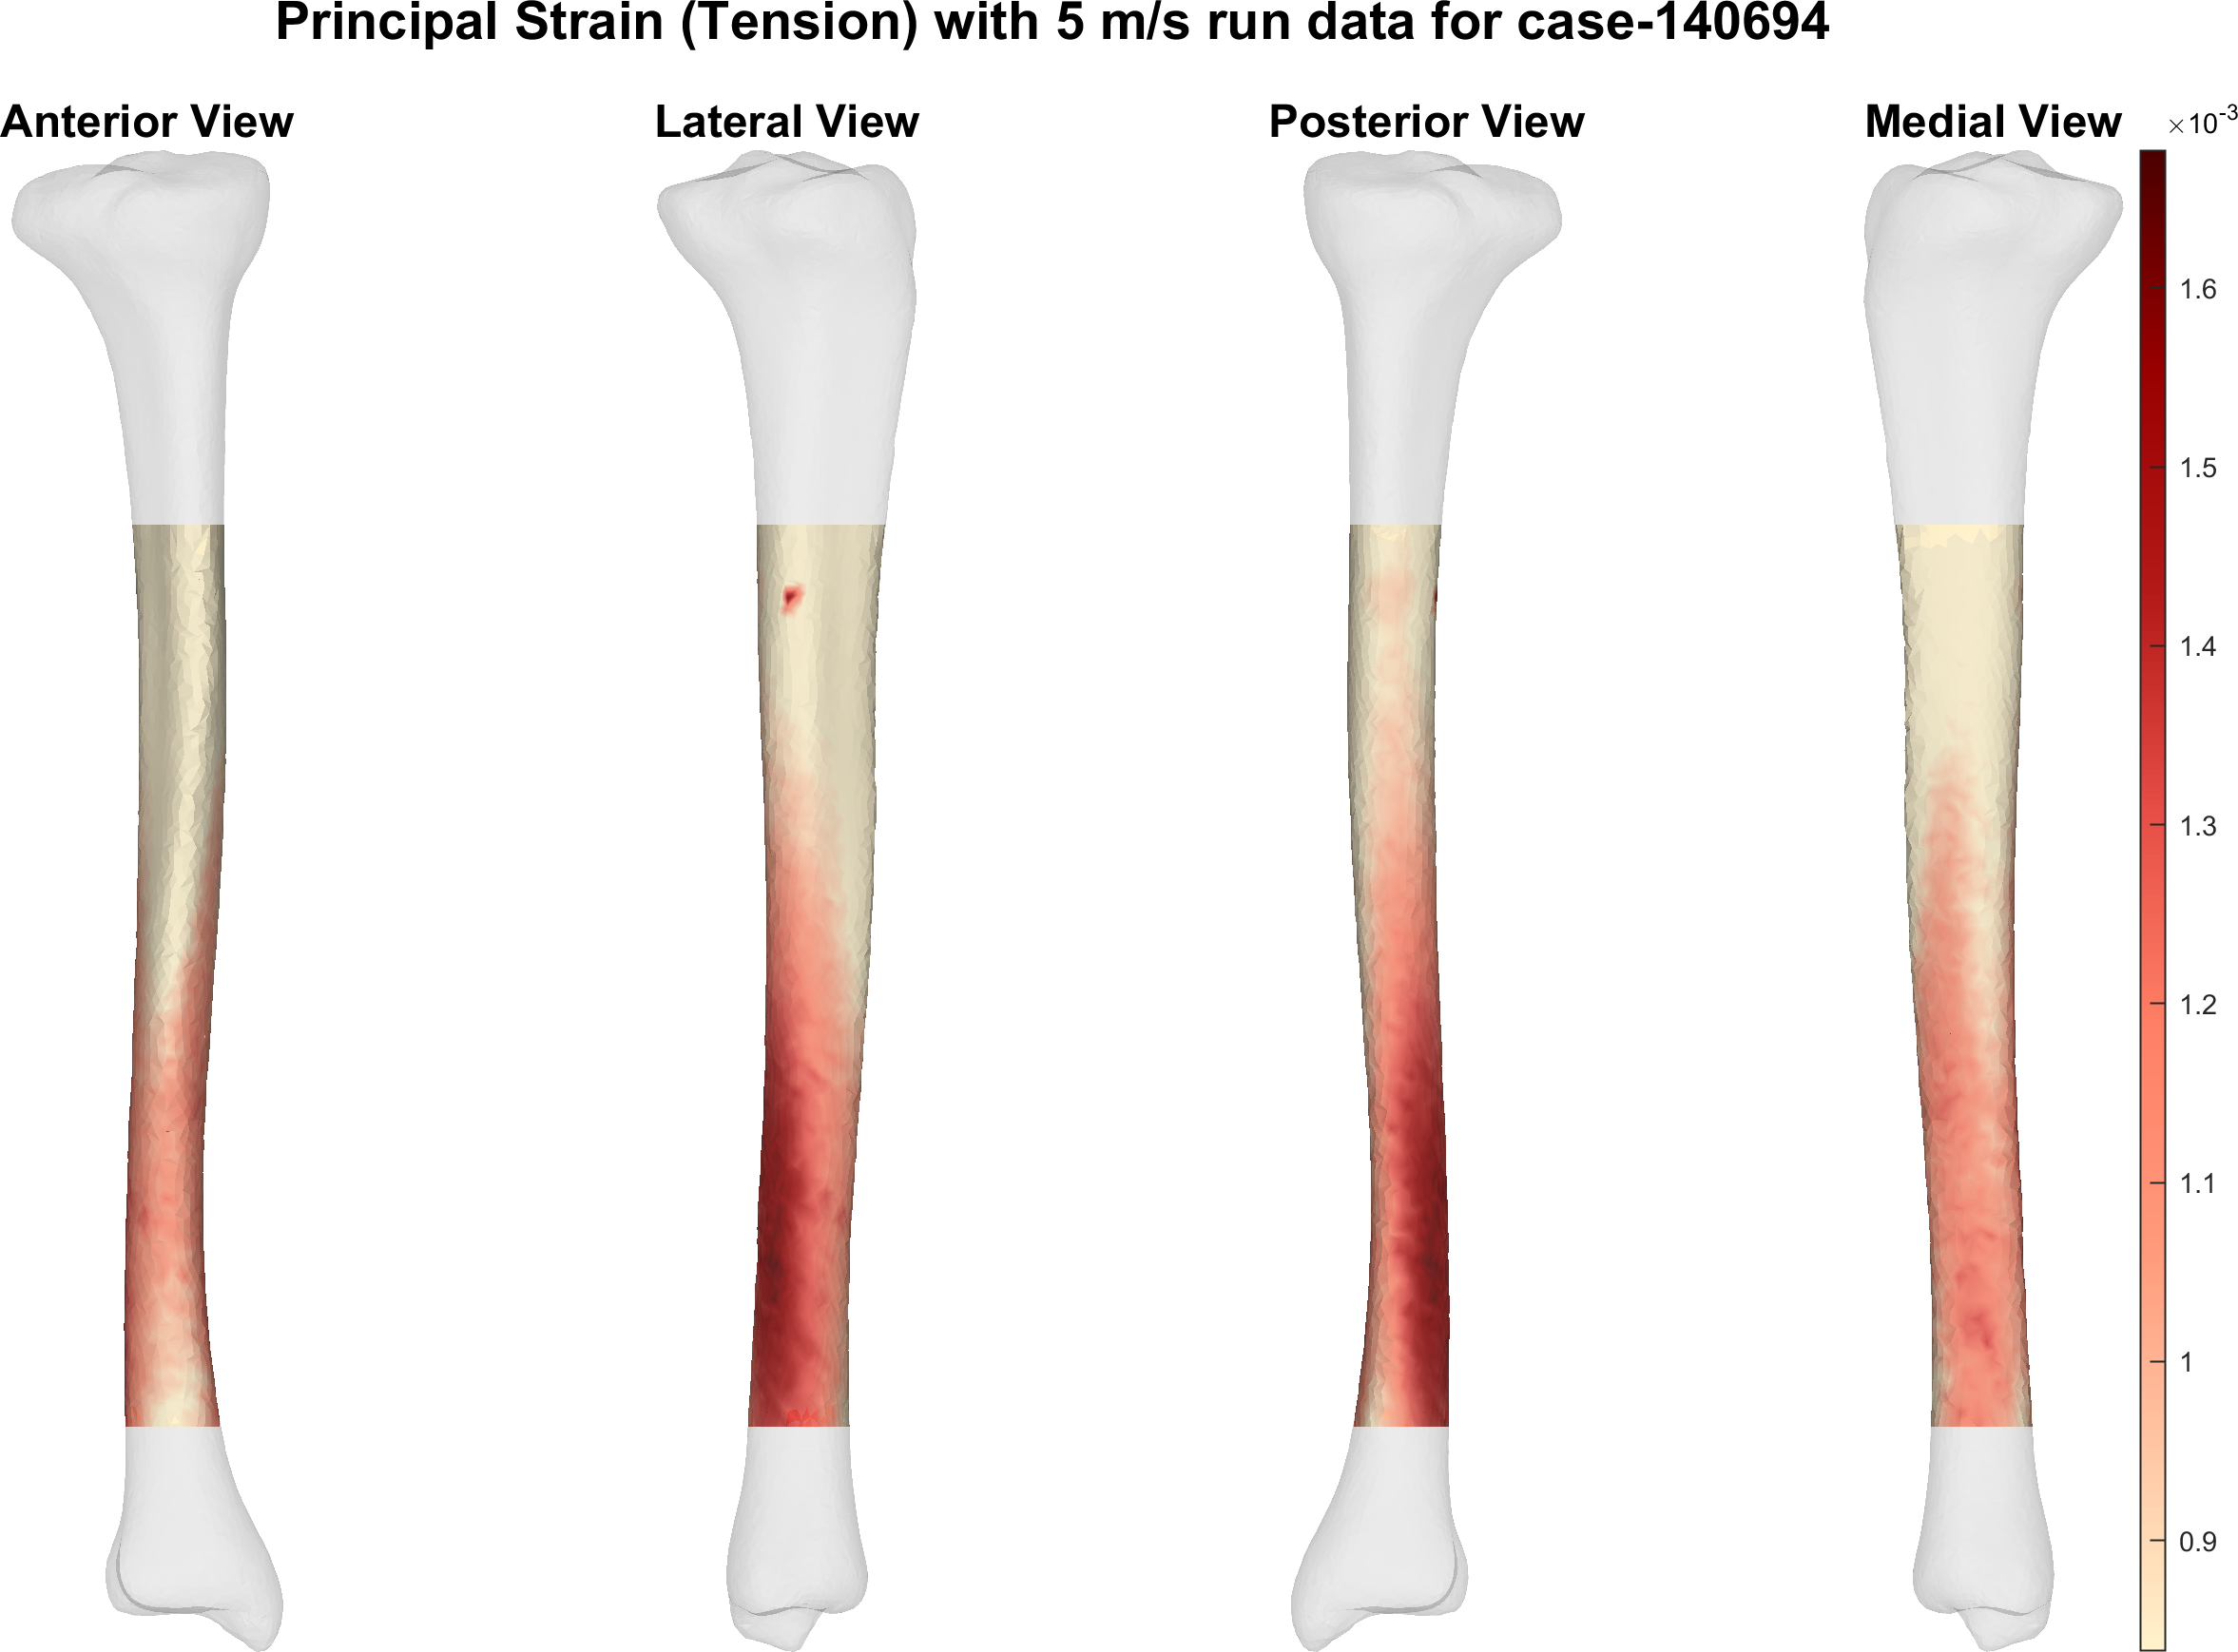 Principal Strain (Tension) with 5 m/s run data for case-140694
Anterior View
Lateral View
Posterior View
Medial View
×10-3
1.6
1.5
1.4
1.3
1.2
1.1
1
0.9